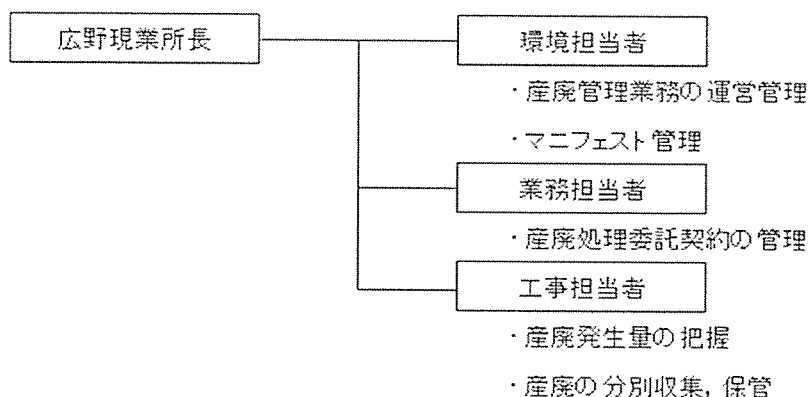 広野現業所長
環境担当者
・産廃管理業務の運営管理
・マニフェスト管理
業務担当者
・産廃処理委託契約の管理
工事担当者
・産廃発生量の把握
・産廃の分別収集，保管